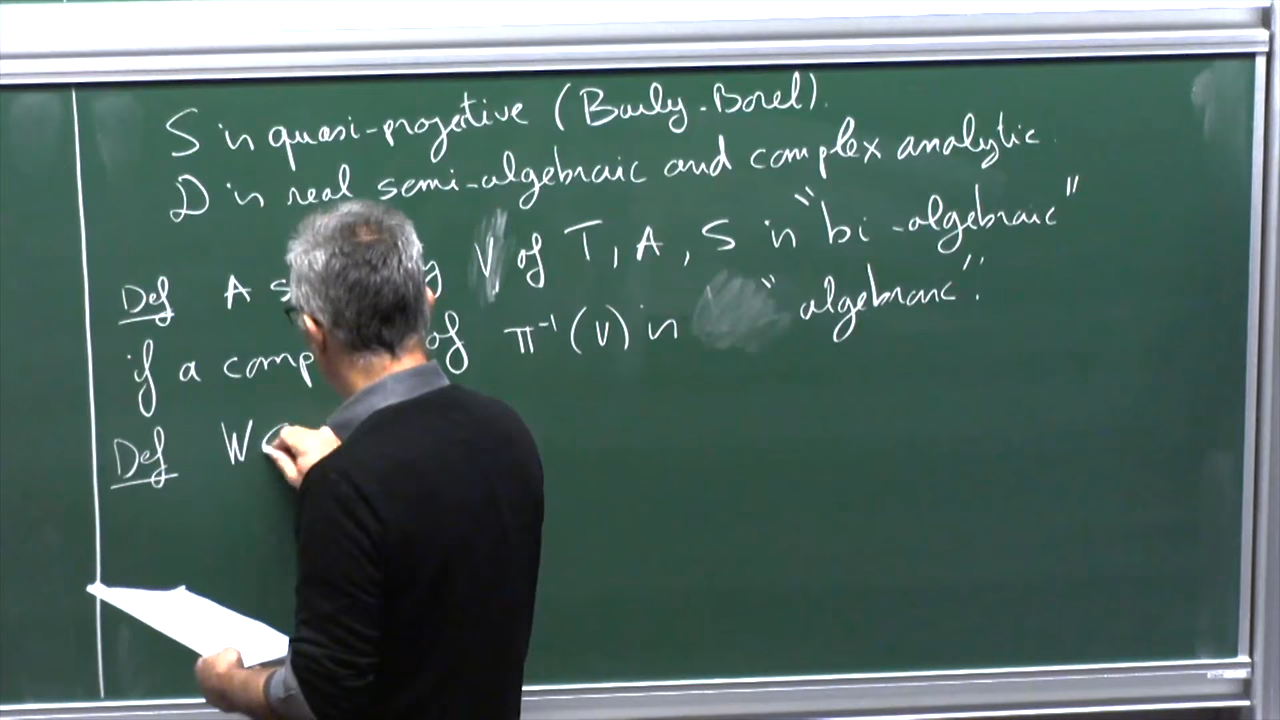 S is quasi-projective (Baily-Borel).
D is real semi-algebraic and complex analytic.
Def A s V of T, A, S is "bi-algebraic"
if a comp of π⁻¹(V) is "algebraic".
Def W